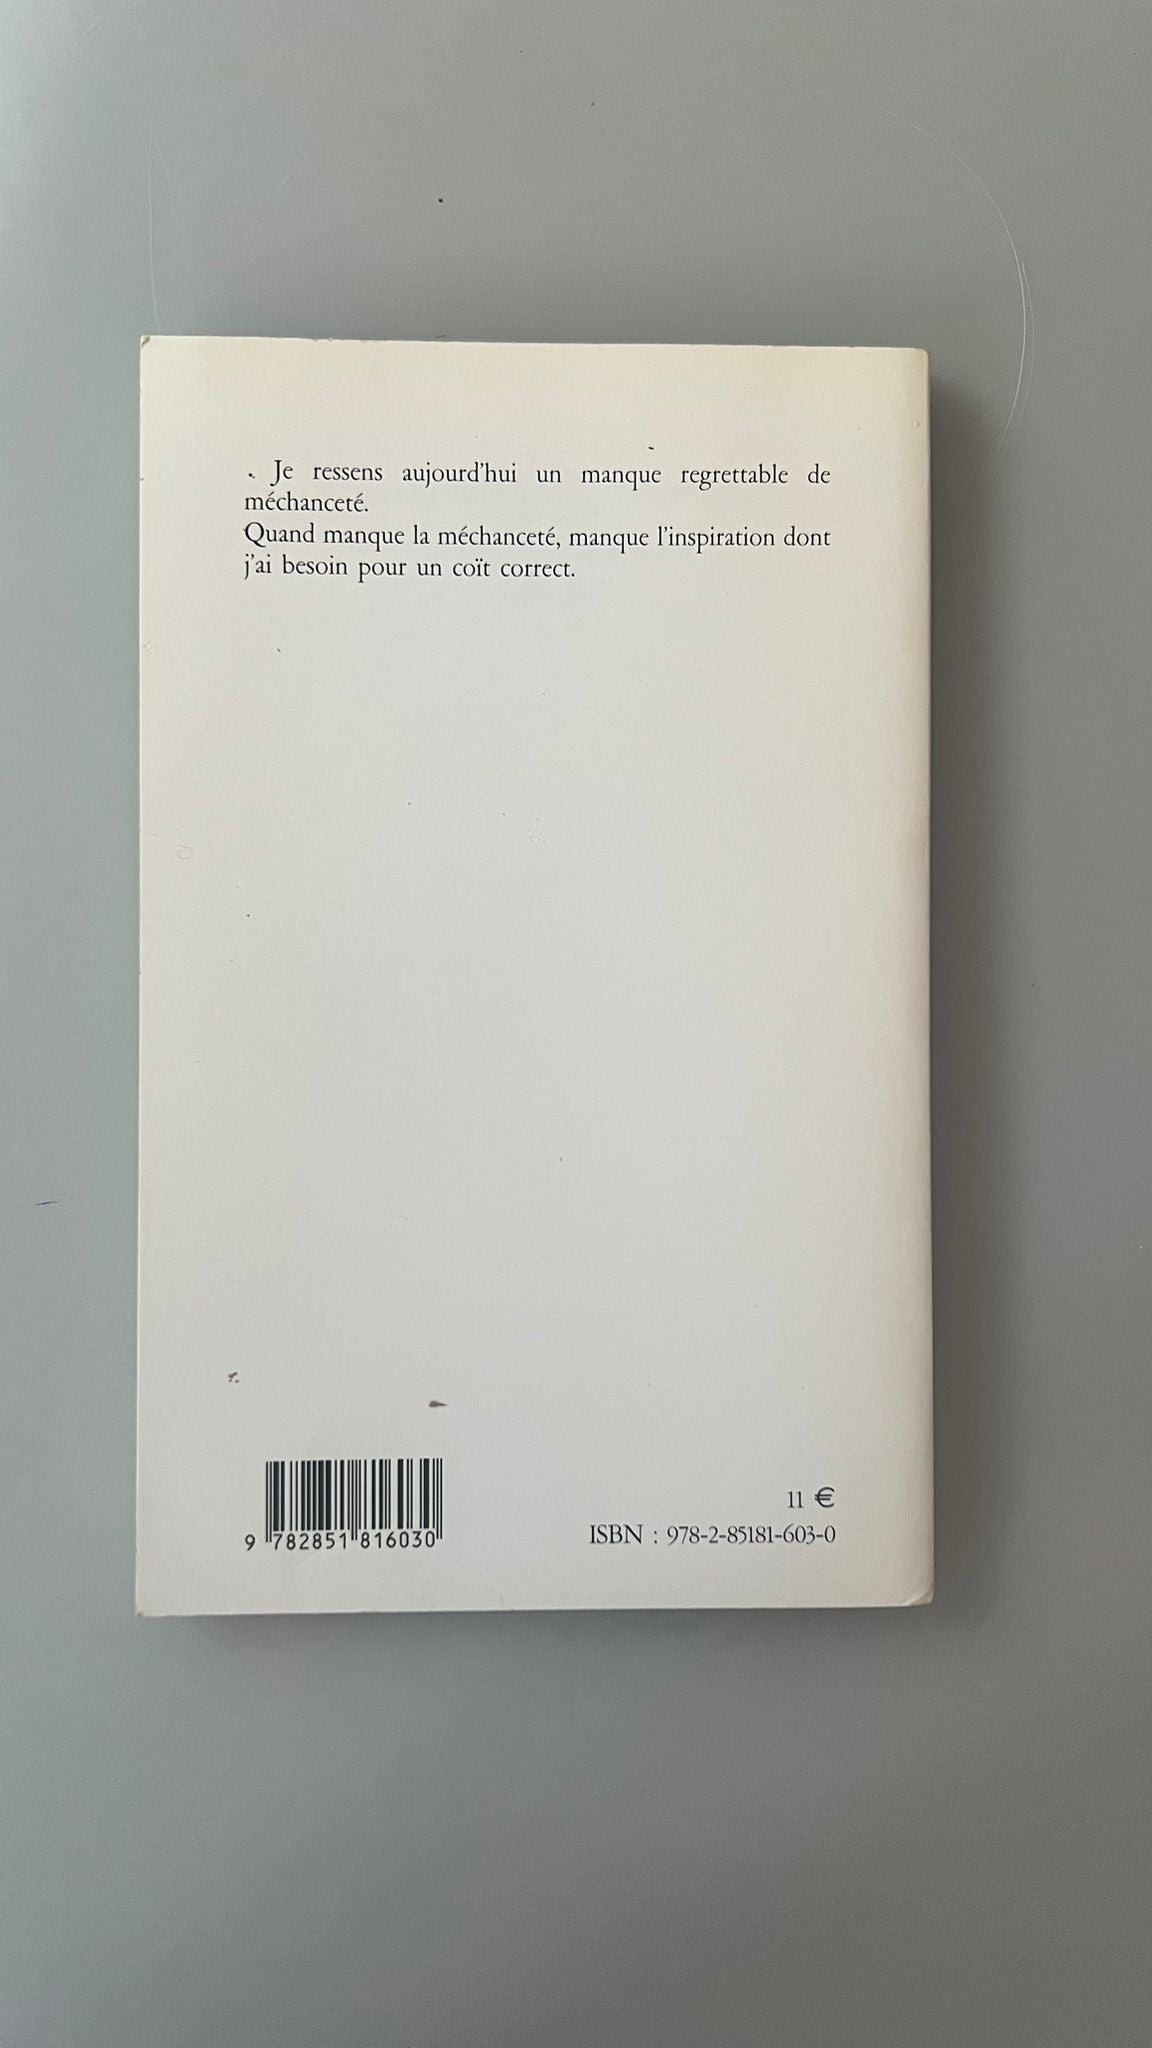 Je ressens aujourd'hui un manque regrettable de
méchanceté.
Quand manque la méchanceté, manque l'inspiration dont
j'ai besoin pour un coït correct.
11 €
9 782851 816030
ISBN : 978-2-85181-603-0